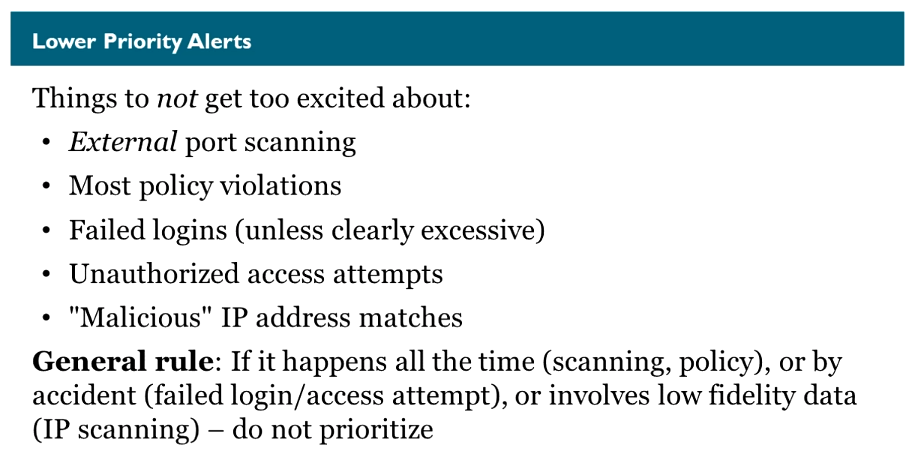 Lower Priority Alerts
Things to not get too excited about:
• External port scanning
• Most policy violations
• Failed logins (unless clearly excessive)
• Unauthorized access attempts
• "Malicious" IP address matches
General rule: If it happens all the time (scanning, policy), or by
accident (failed login/access attempt), or involves low fidelity data
(IP scanning) – do not prioritize